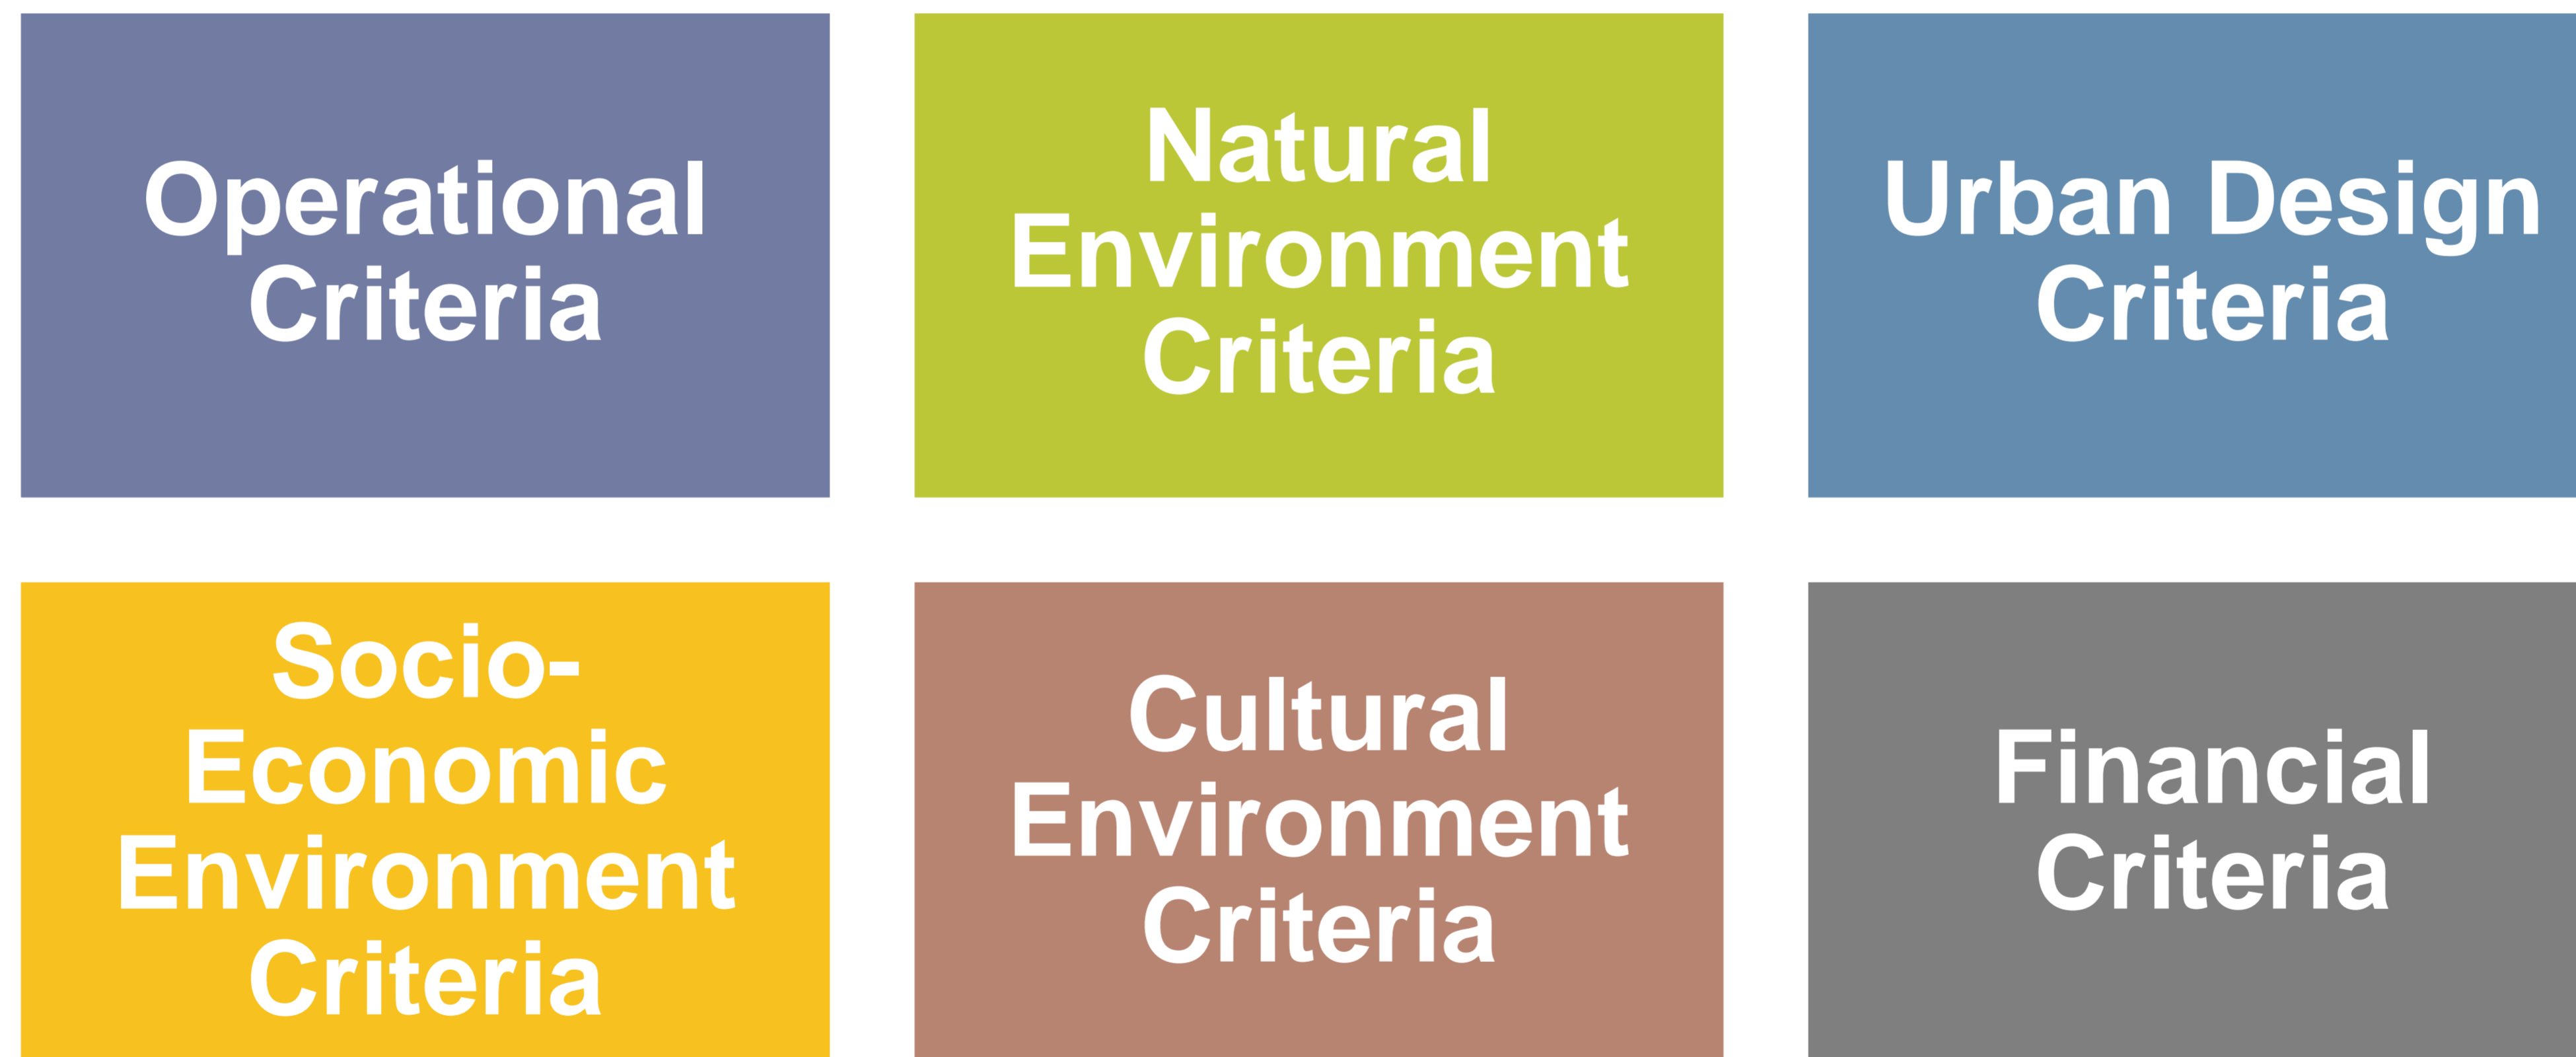 Operational
Criteria
Natural
Environment
Criteria
Urban Design
Criteria
Socio-
Economic
Environment
Criteria
Cultural
Environment
Criteria
Financial
Criteria